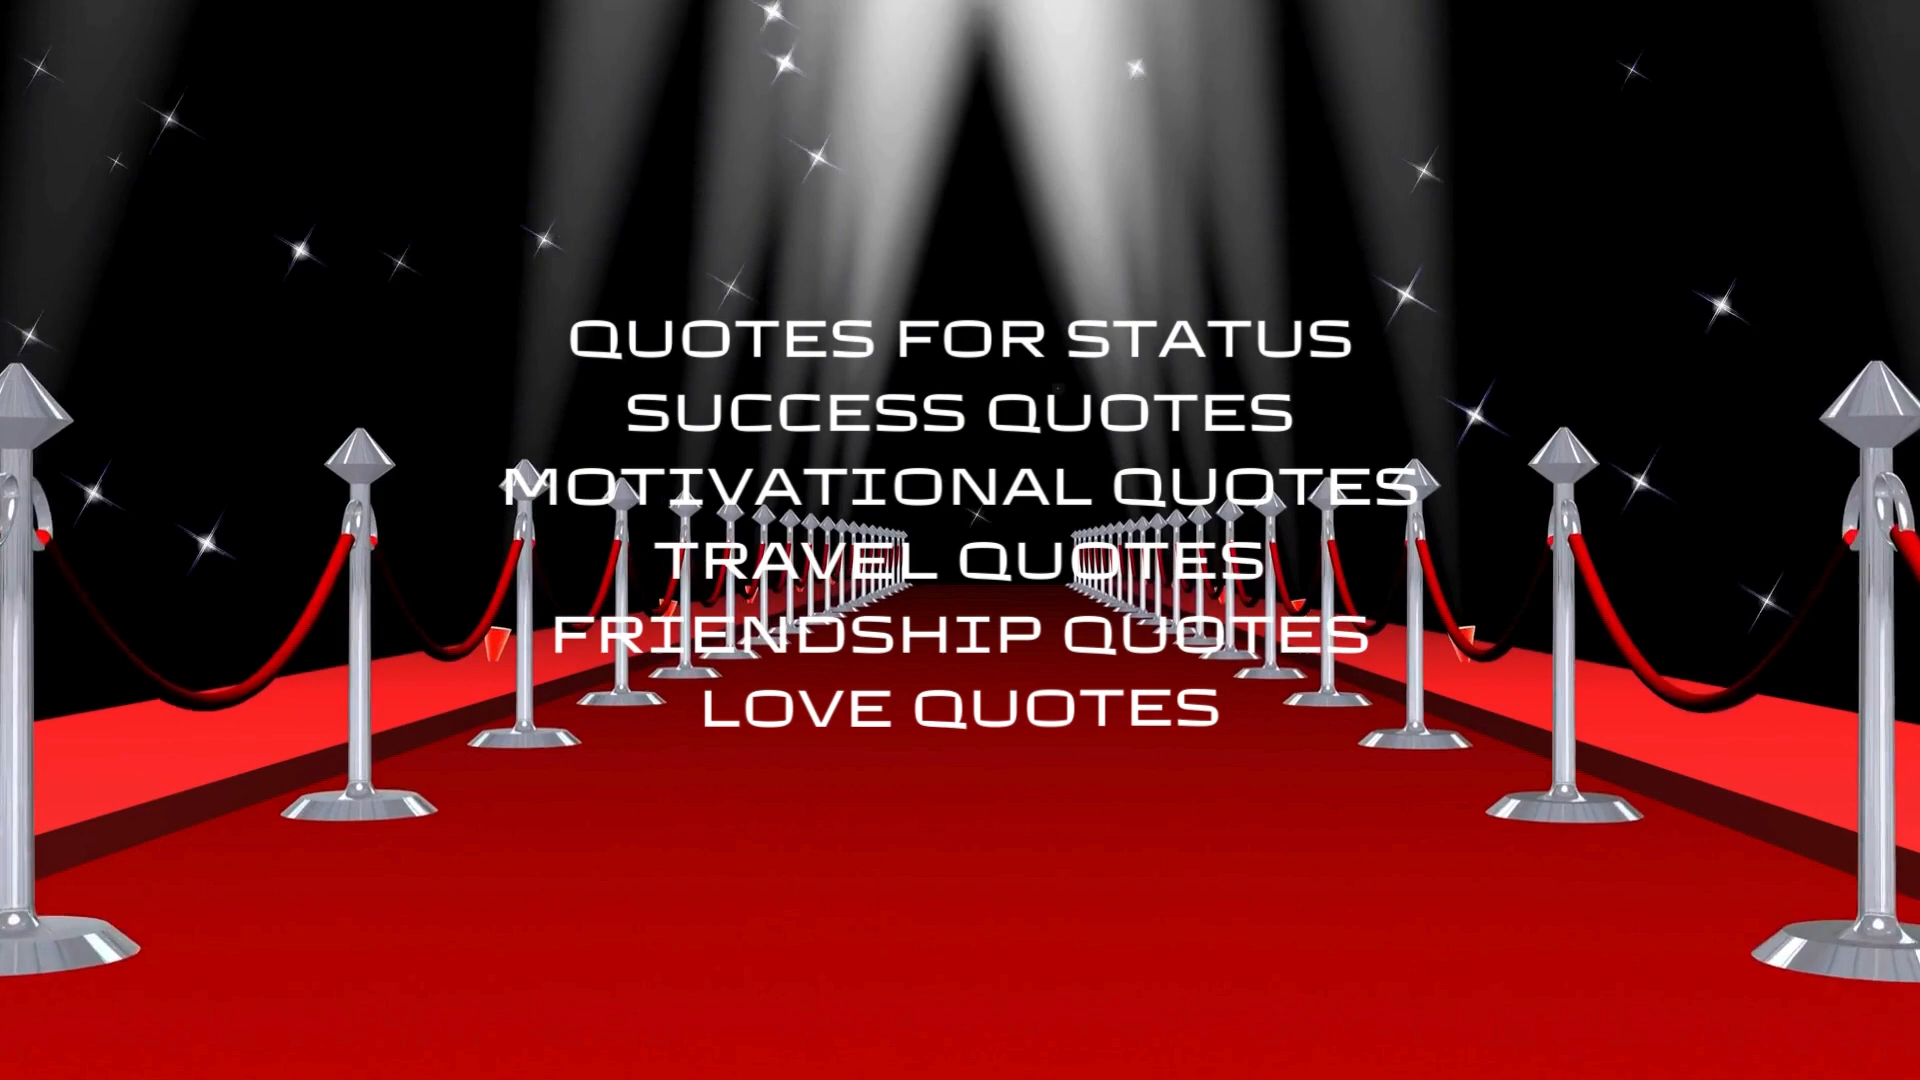 QUOTES FOR STATUS
SUCCESS QUOTES
MOTIVATIONAL QUOTES
TRAVEL QUOTES
FRIENDSHIP QUOTES
LOVE QUOTES